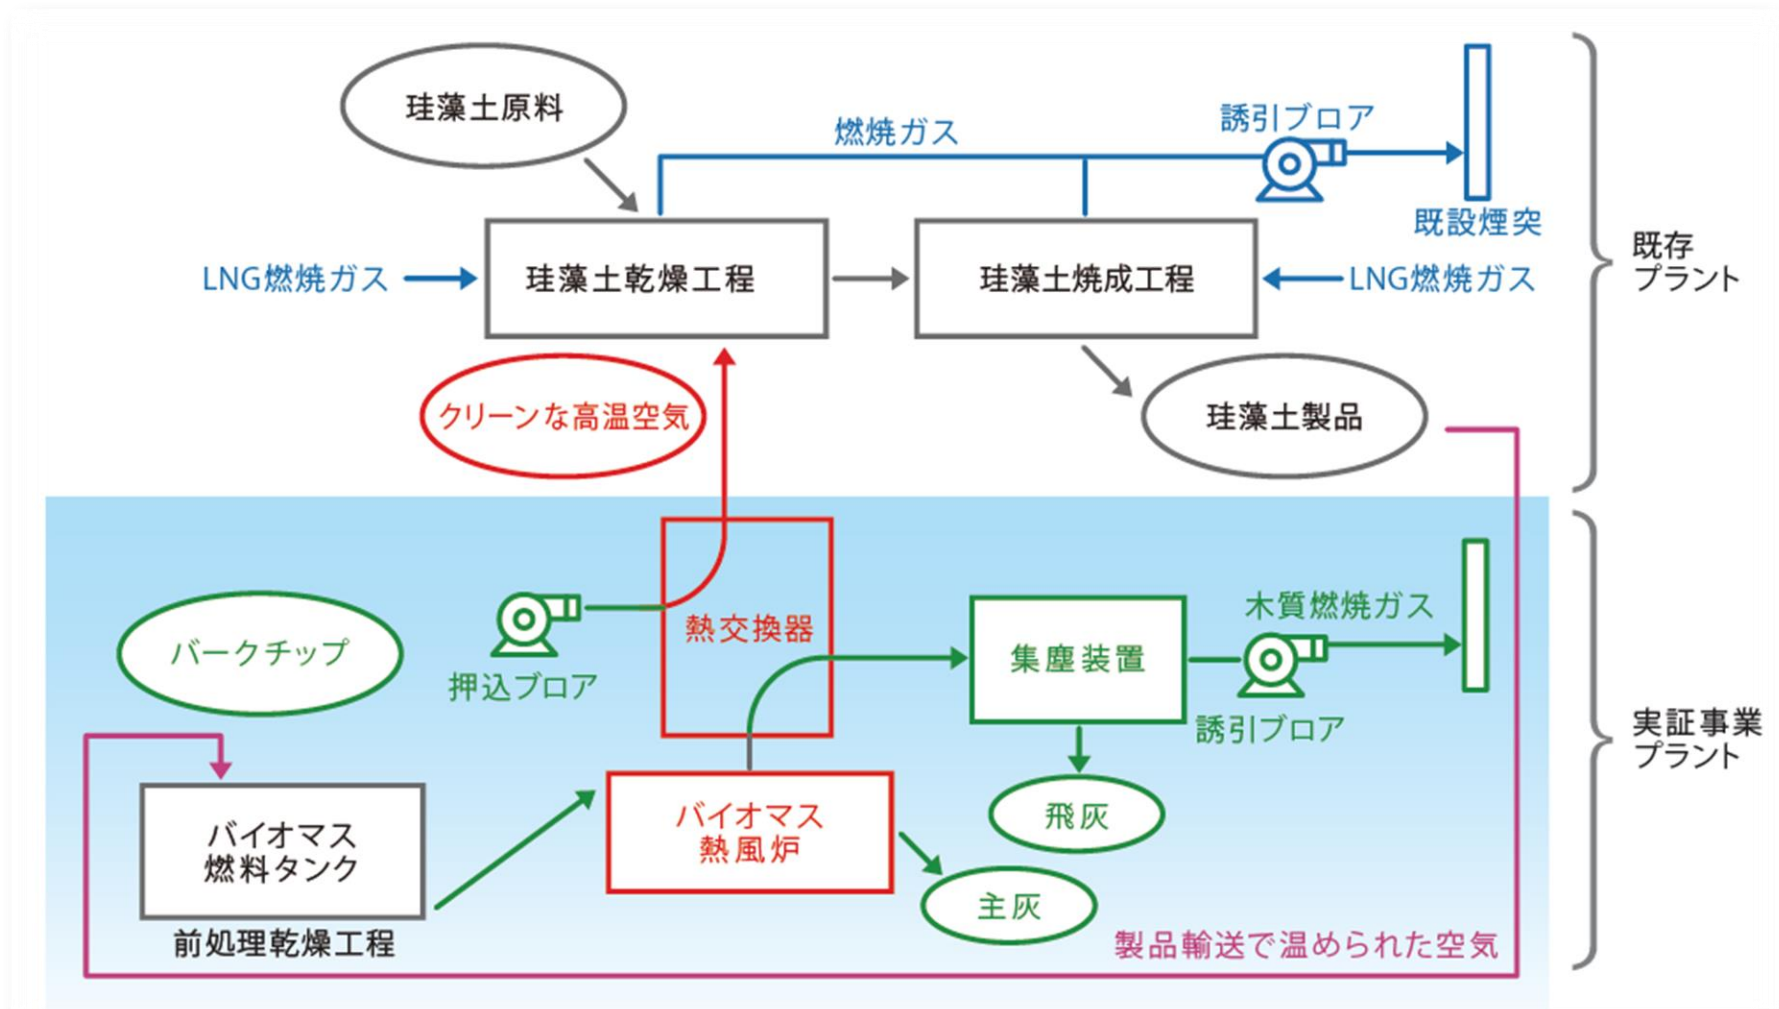 珪藻土原料
燃焼ガス
誘引ブロア
既設煙突
LNG燃焼ガス
珪藻土乾燥工程
珪藻土焼成工程
LNG燃焼ガス
既存
プラント
クリーンな高温空気
珪藻土製品
バークチップ
押込ブロア
熱交換器
集塵装置
木質燃焼ガス
誘引ブロア
実証事業
プラント
バイオマス
燃料タンク
前処理乾燥工程
バイオマス
熱風炉
飛灰
主灰
製品輸送で温められた空気